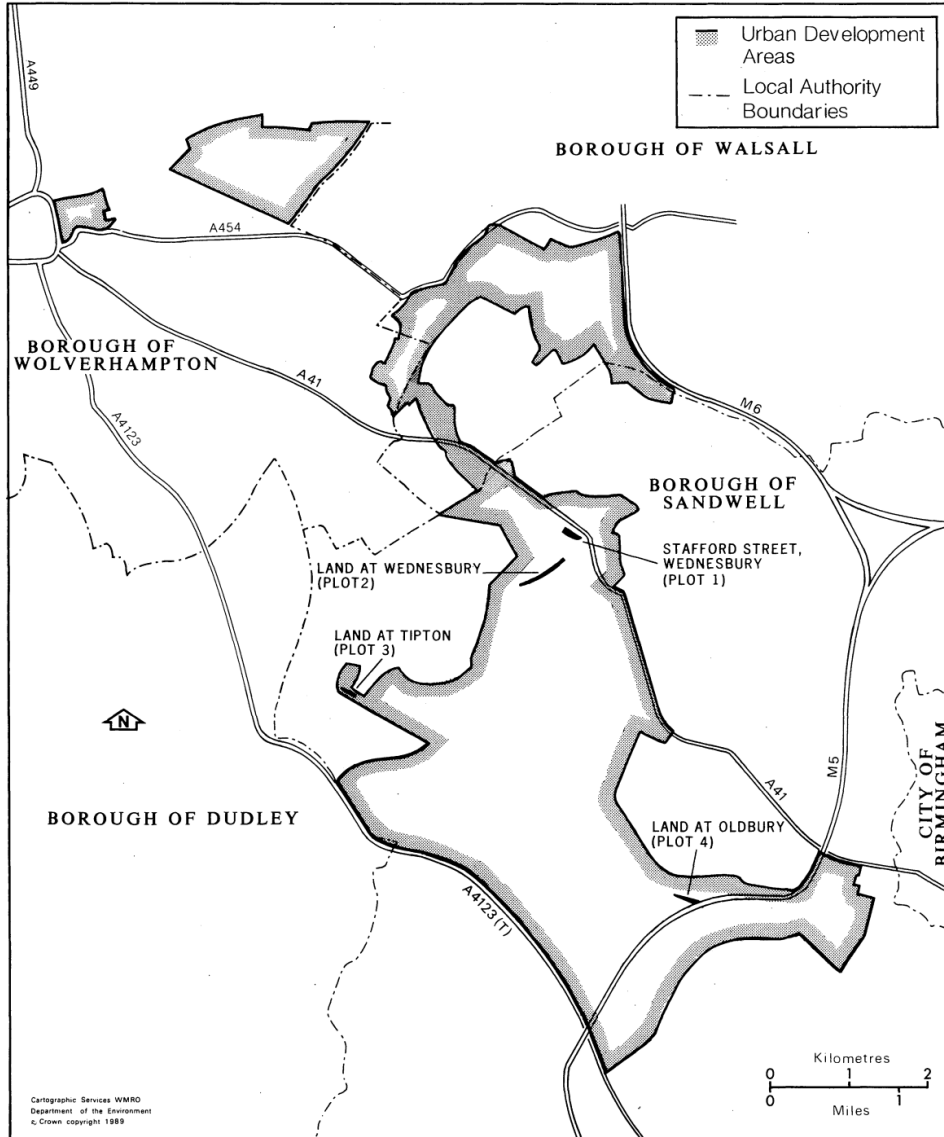 Urban Development
Areas
Local Authority
Boundaries
A449
BOROUGH OF WALSALL
A454
BOROUGH OF
WOLVERHAMPTON
A41
A4123
M6
BOROUGH OF
SANDWELL
STAFFORD STREET,
WEDNESBURY
(PLOT 1)
LAND AT WEDNESBURY
(PLOT2)
LAND AT TIPTON
(PLOT 3)
N
BOROUGH OF DUDLEY
M5
CITY OF
BIRMINGHAM
A41
LAND AT OLDBURY
(PLOT 4)
A4123(T)
Kilometres
0 1 2
0 1
Miles
Cartographic Services WMRO
Department of the Environment
© Crown copyright 1989